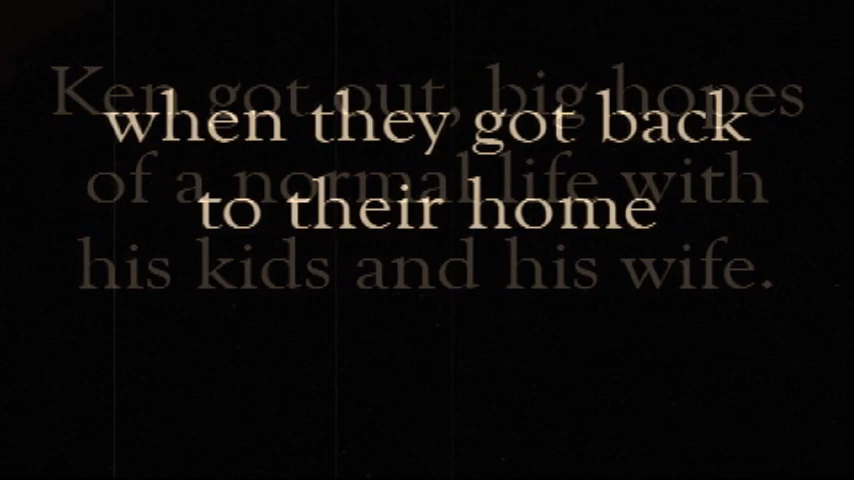 Ken got out, big hopes
when they got back
of a normal life with
to their home
his kids and his wife.